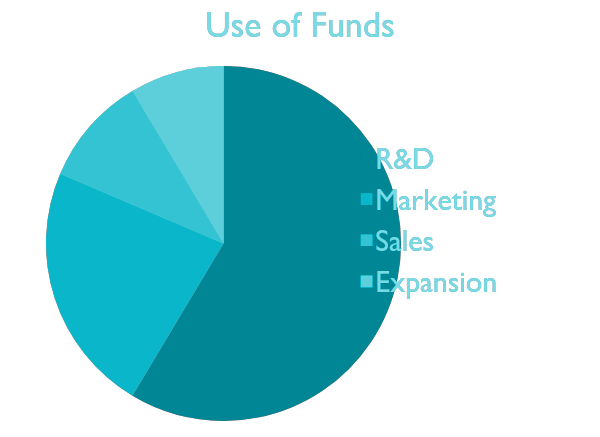 Use of Funds
R&D
Marketing
Sales
Expansion